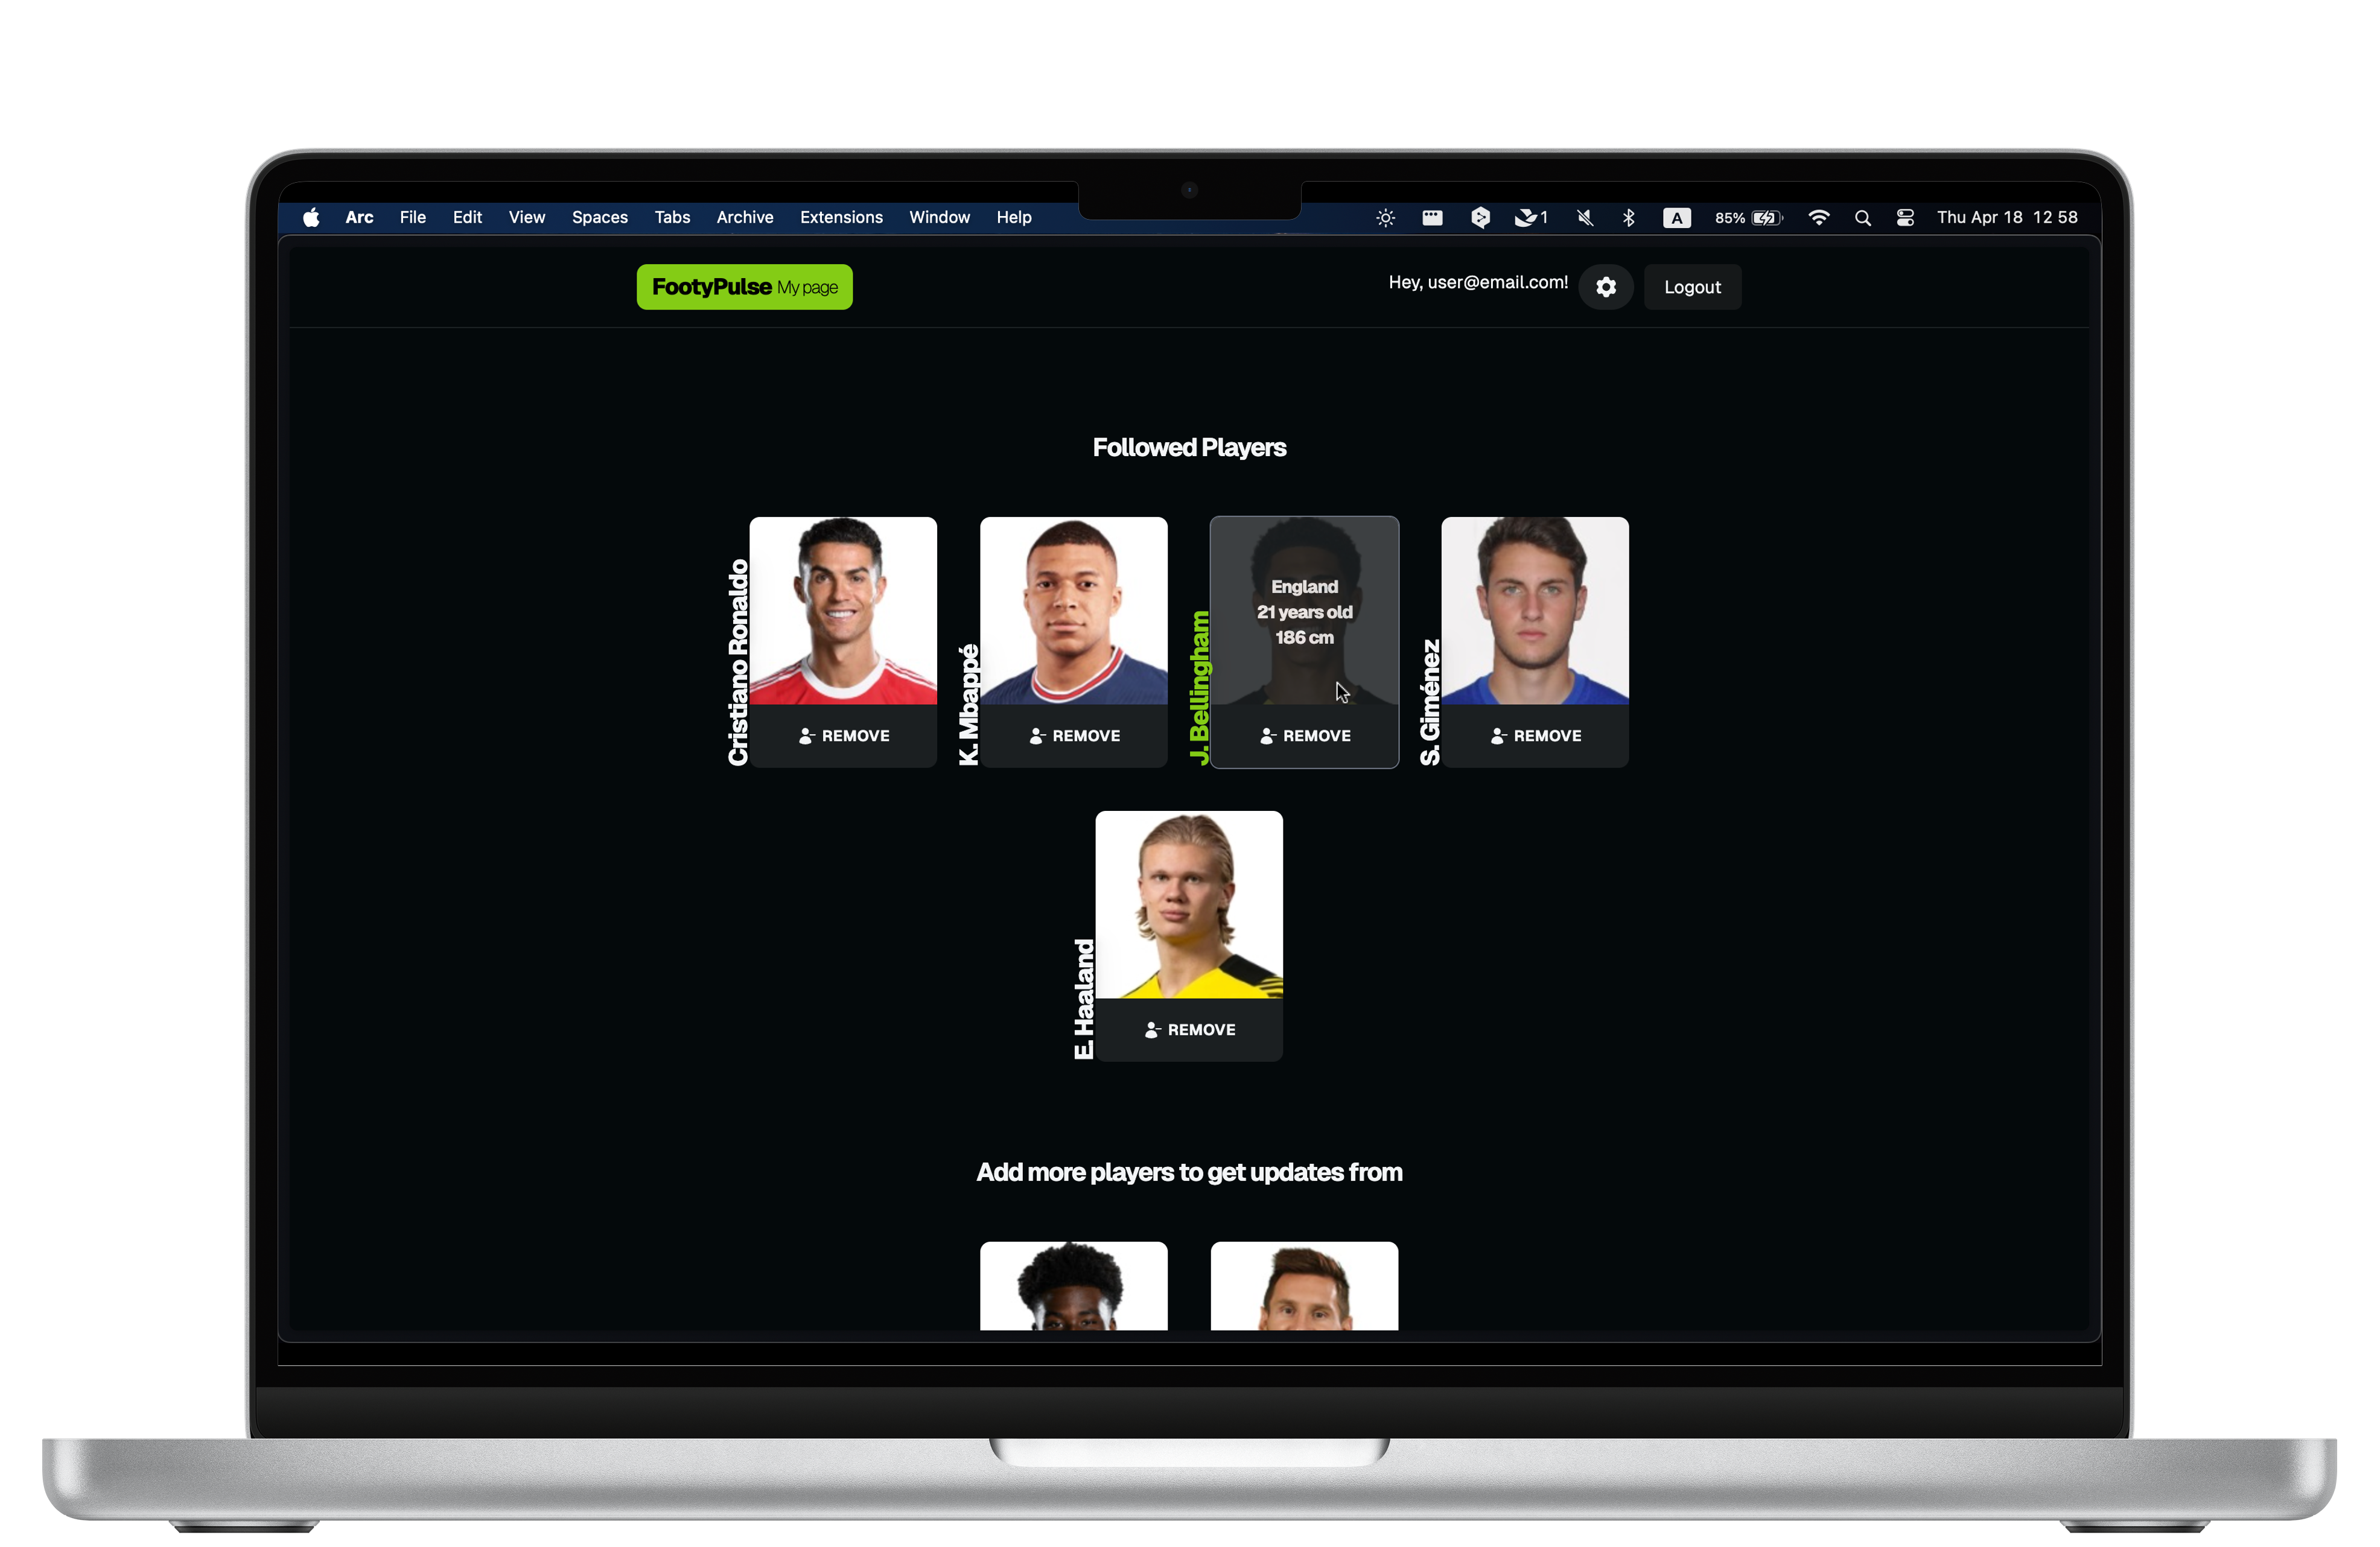 Arc File Edit View Spaces Tabs Archive Extensions Window Help 1 A 85% Thu Apr 18 12 58
FootyPulse My page Hey, user@email.com! Logout
Followed Players
Cristiano Ronaldo
K. Mbappé
J. Bellingham
England
21 years old
186 cm
S. Giménez
REMOVE REMOVE REMOVE REMOVE
E. Haaland
REMOVE
Add more players to get updates from